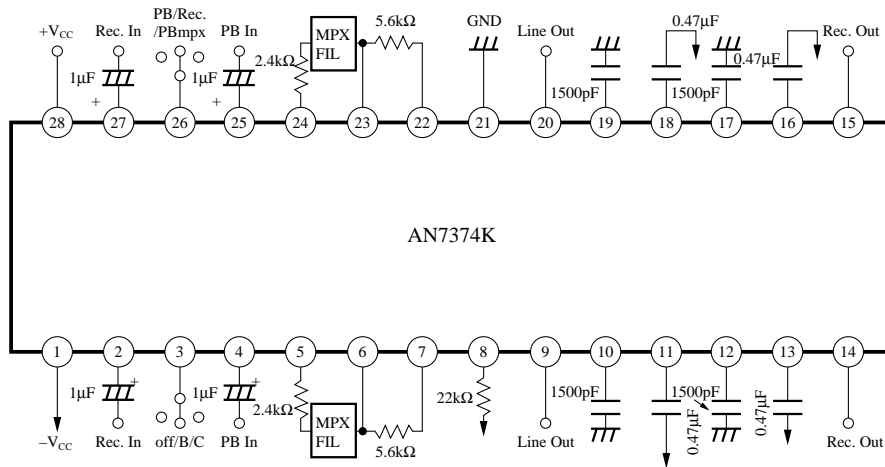 PB/Rec.
/PBmpx
+VCC
Rec. In
PB In
MPX
FIL
5.6kΩ
2.4kΩ
GND
Line Out
0.47µF
0.47µF
Rec. Out
1µF
+
1µF
+
1500pF
1500pF
28
27
26
25
24
23
22
21
20
19
18
17
16
15
AN7374K
1
2
3
4
5
6
7
8
9
10
11
12
13
14
1µF
+
1µF
+
2.4kΩ
MPX
FIL
5.6kΩ
22kΩ
1500pF
0.47µF
1500pF
0.47µF
–VCC
Rec. In
off/B/C
PB In
Line Out
Rec. Out